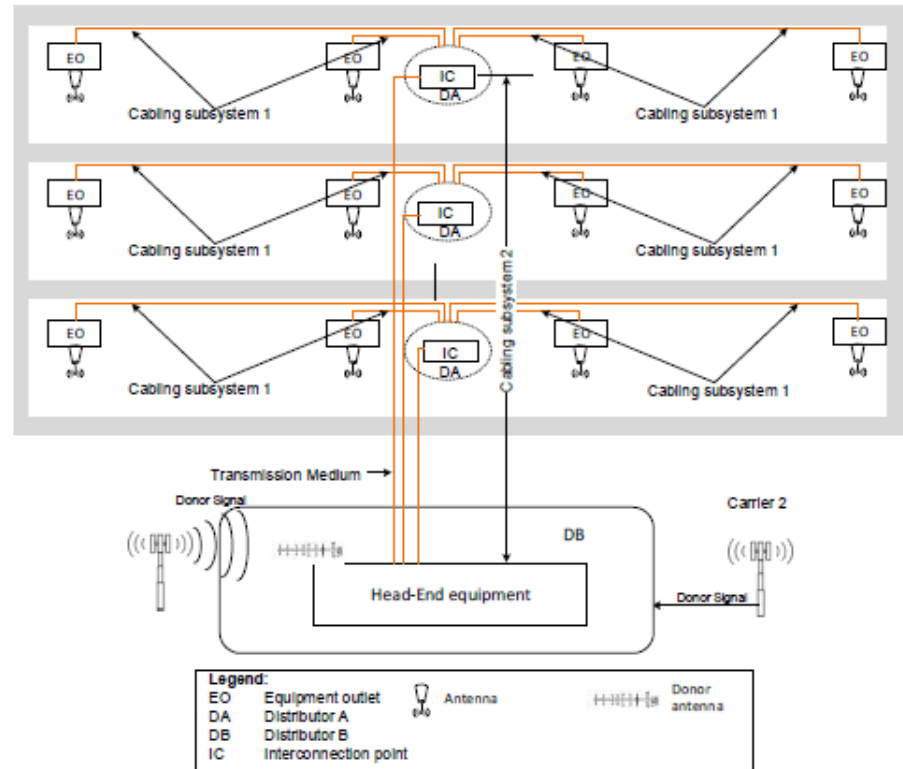 EO
EO
IC
DA
EO
EO
Cabling subsystem 1
Cabling subsystem 1
EO
EO
IC
DA
EO
EO
Cabling subsystem 1
Cabling subsystem 1
Cabling subsystem 2
EO
EO
IC
DA
EO
EO
Cabling subsystem 1
Cabling subsystem 1
Transmission Medium
Donor Signal
Carrier 2
DB
Head-End equipment
Donor Signal
Legend:
EO Equipment outlet
DA Distributor A
DB Distributor B
IC Interconnection point
Antenna
Donor
antenna